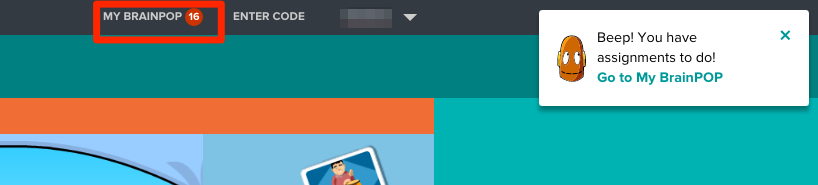 MY BRAINPOP 16 ENTER CODE
Beep! You have
assignments to do!
Go to My BrainPOP